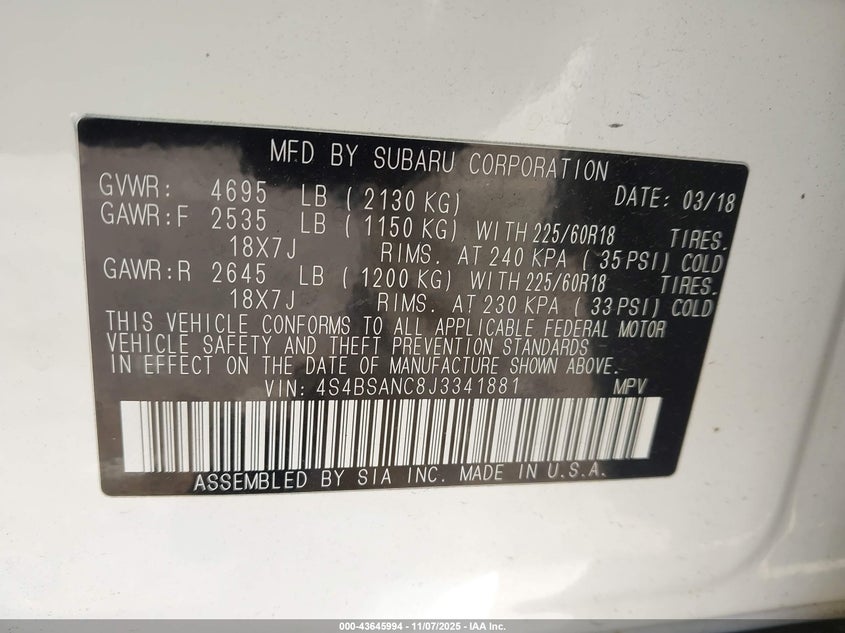 MFD BY SUBARU CORPORATION
GVWR: 4695 LB ( 2130 KG) DATE: 03/18
GAWR:F 2535 LB ( 1150 KG) WITH 225/60R18 TIRES.
18X7J RIMS. AT 240 KPA ( 35PSI) COLD
GAWR:R 2645 LB ( 1200 KG) WITH 225/60R18 TIRES.
18X7J RIMS. AT 230 KPA ( 33PSI) COLD
THIS VEHICLE CONFORMS TO ALL APPLICABLE FEDERAL MOTOR
VEHICLE SAFETY AND THEFT PREVENTION STANDARDS
IN EFFECT ON THE DATE OF MANUFACTURE SHOWN ABOVE.
VIN: 4S4BSANC8J3341881 MPV
ASSEMBLED BY SIA INC. MADE IN U.S.A.
000-43645994 | 11/07/2025 - IAA Inc.